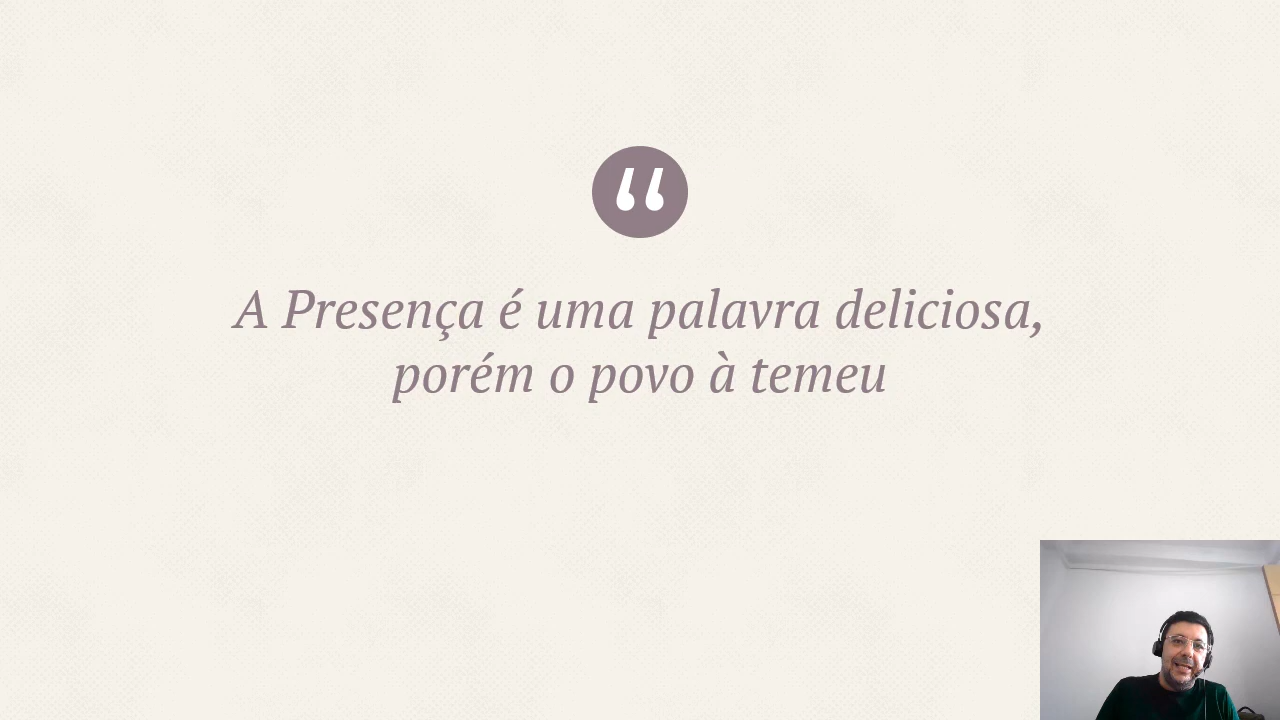 “
A Presença é uma palavra deliciosa,
porém o povo à temeu